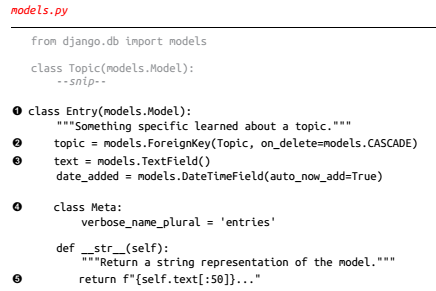 models.py
from django.db import models
class Topic(models.Model):
--snip--
❶ class Entry(models.Model):
"""Something specific learned about a topic."""
❷ topic = models.ForeignKey(Topic, on_delete=models.CASCADE)
❸ text = models.TextField()
date_added = models.DateTimeField(auto_now_add=True)
❹ class Meta:
verbose_name_plural = 'entries'
def __str__(self):
"""Return a string representation of the model."""
❺ return f"{self.text[:50]}..."